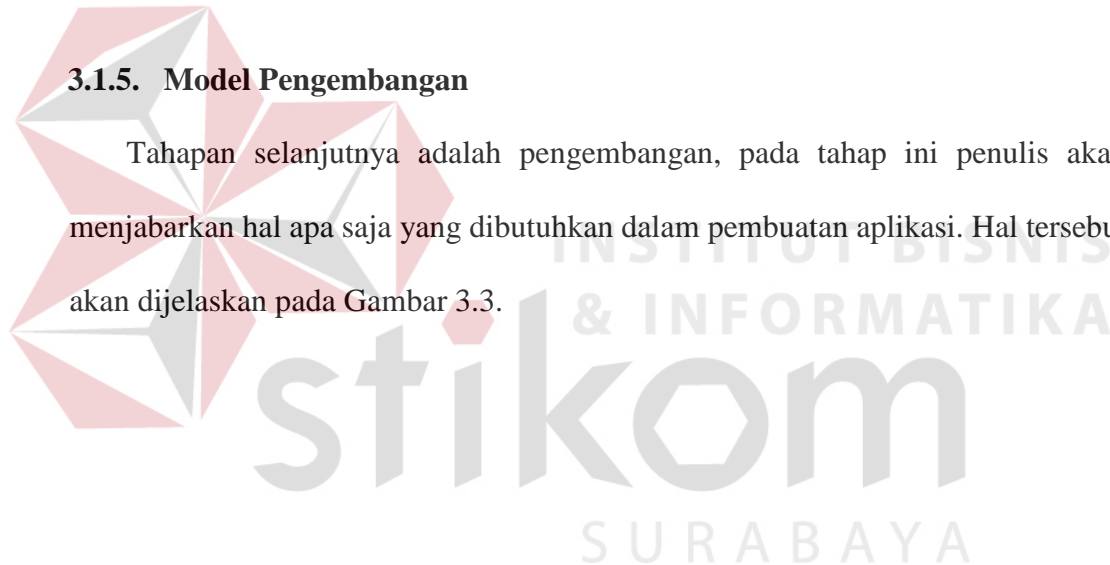 3.1.5. Model Pengembangan
Tahapan selanjutnya adalah pengembangan, pada tahap ini penulis aka
menjabarkan hal apa saja yang dibutuhkan dalam pembuatan aplikasi. Hal tersebu
akan dijelaskan pada Gambar 3.3.
INSTITUT BISNIS
& INFORMATIKA
stikom
SURABAYA